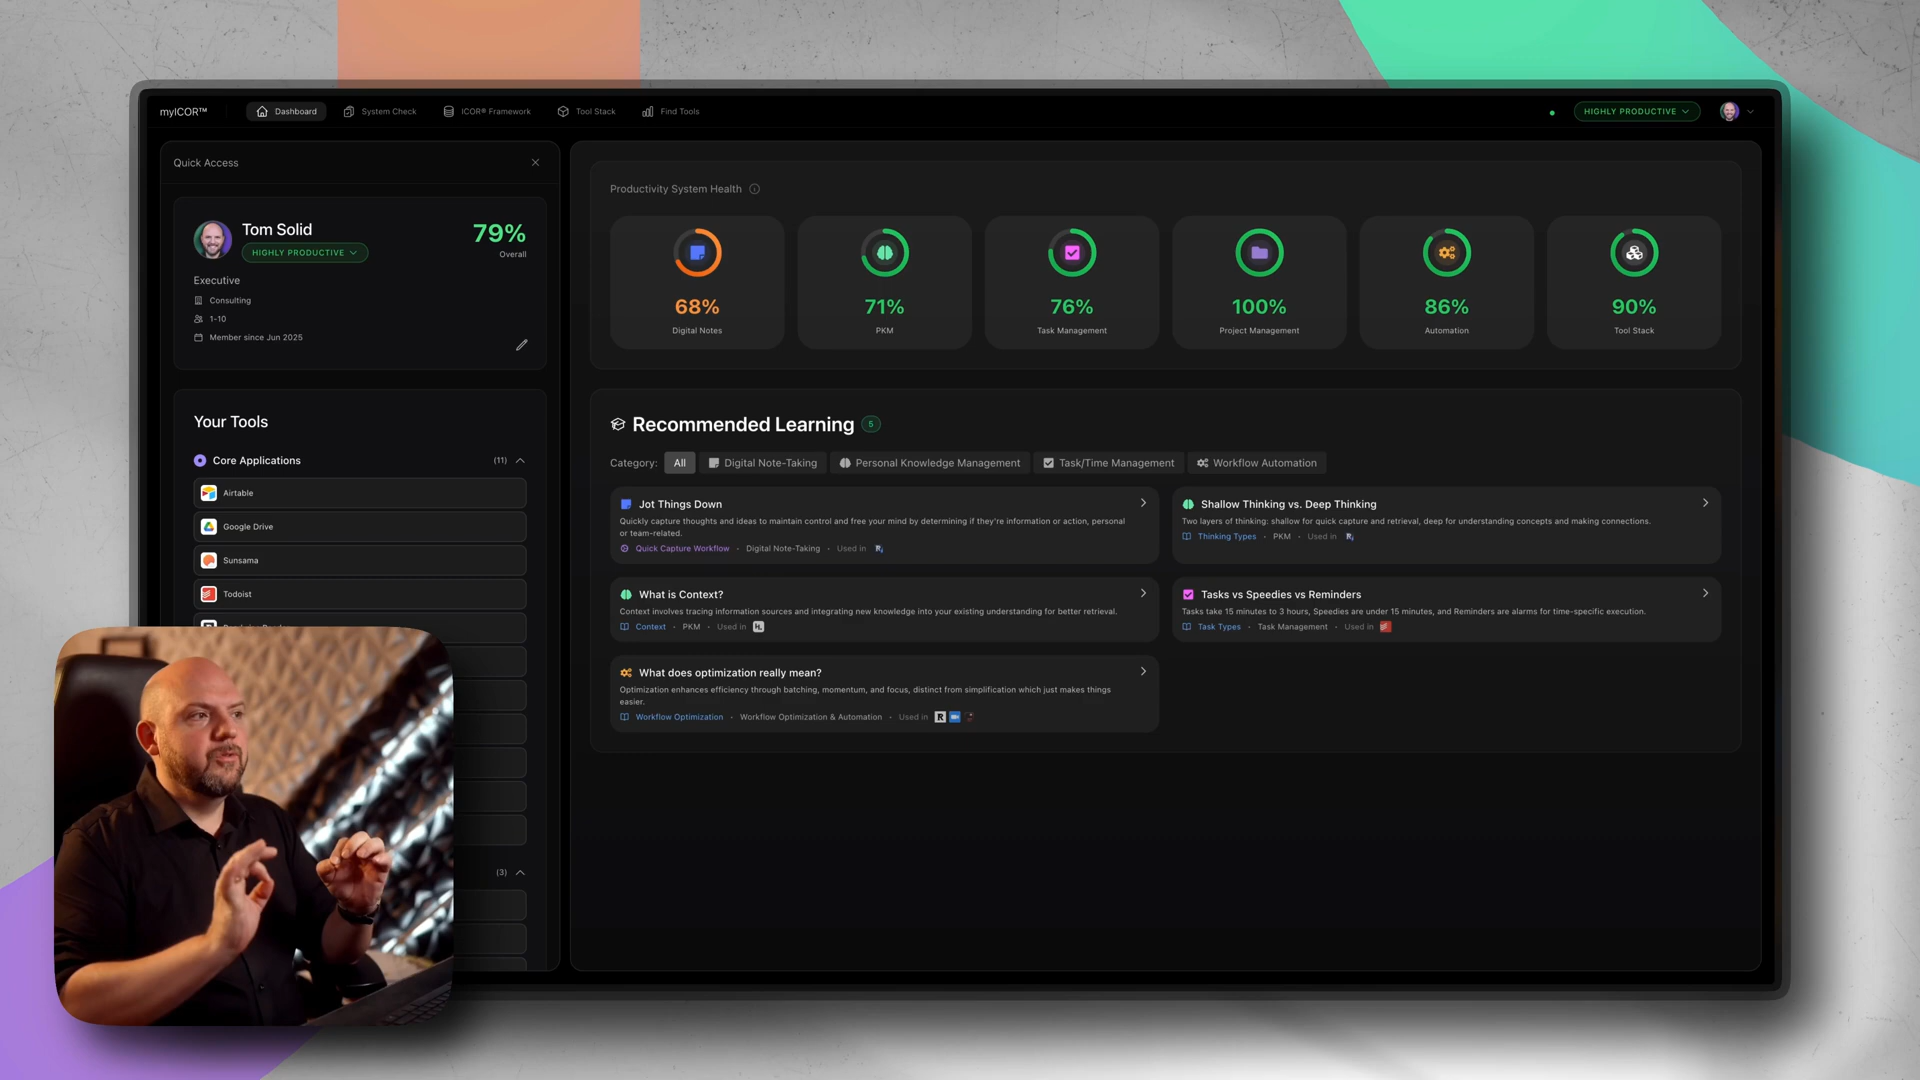 myICOR™
Dashboard
System Check
ICOR® Framework
Tool Stack
Find Tools
HIGHLY PRODUCTIVE
Quick Access
Tom Solid
HIGHLY PRODUCTIVE
79%
Overall
Executive
Consulting
1-10
Member since Jun 2025
Your Tools
Core Applications
(11)
Airtable
Google Drive
Sunsama
Todoist
(3)
Productivity System Health
68%
Digital Notes
71%
PKM
76%
Task Management
100%
Project Management
86%
Automation
90%
Tool Stack
Recommended Learning
5
Category:
All
Digital Note-Taking
Personal Knowledge Management
Task/Time Management
Workflow Automation
Jot Things Down
Quickly capture thoughts and ideas to maintain control and free your mind by determining if they're information or action, personal
or team-related.
Quick Capture Workflow • Digital Note-Taking • Used in
Shallow Thinking vs. Deep Thinking
Two layers of thinking: shallow for quick capture and retrieval, deep for understanding concepts and making connections.
Thinking Types • PKM • Used in
What is Context?
Context involves tracing information sources and integrating new knowledge into your existing understanding for better retrieval.
Context • PKM • Used in
Tasks vs Speedies vs Reminders
Tasks take 15 minutes to 3 hours, Speedies are under 15 minutes, and Reminders are alarms for time-specific execution.
Task Types • Task Management • Used in
What does optimization really mean?
Optimization enhances efficiency through batching, momentum, and focus, distinct from simplification which just makes things
easier.
Workflow Optimization • Workflow Optimization & Automation • Used in